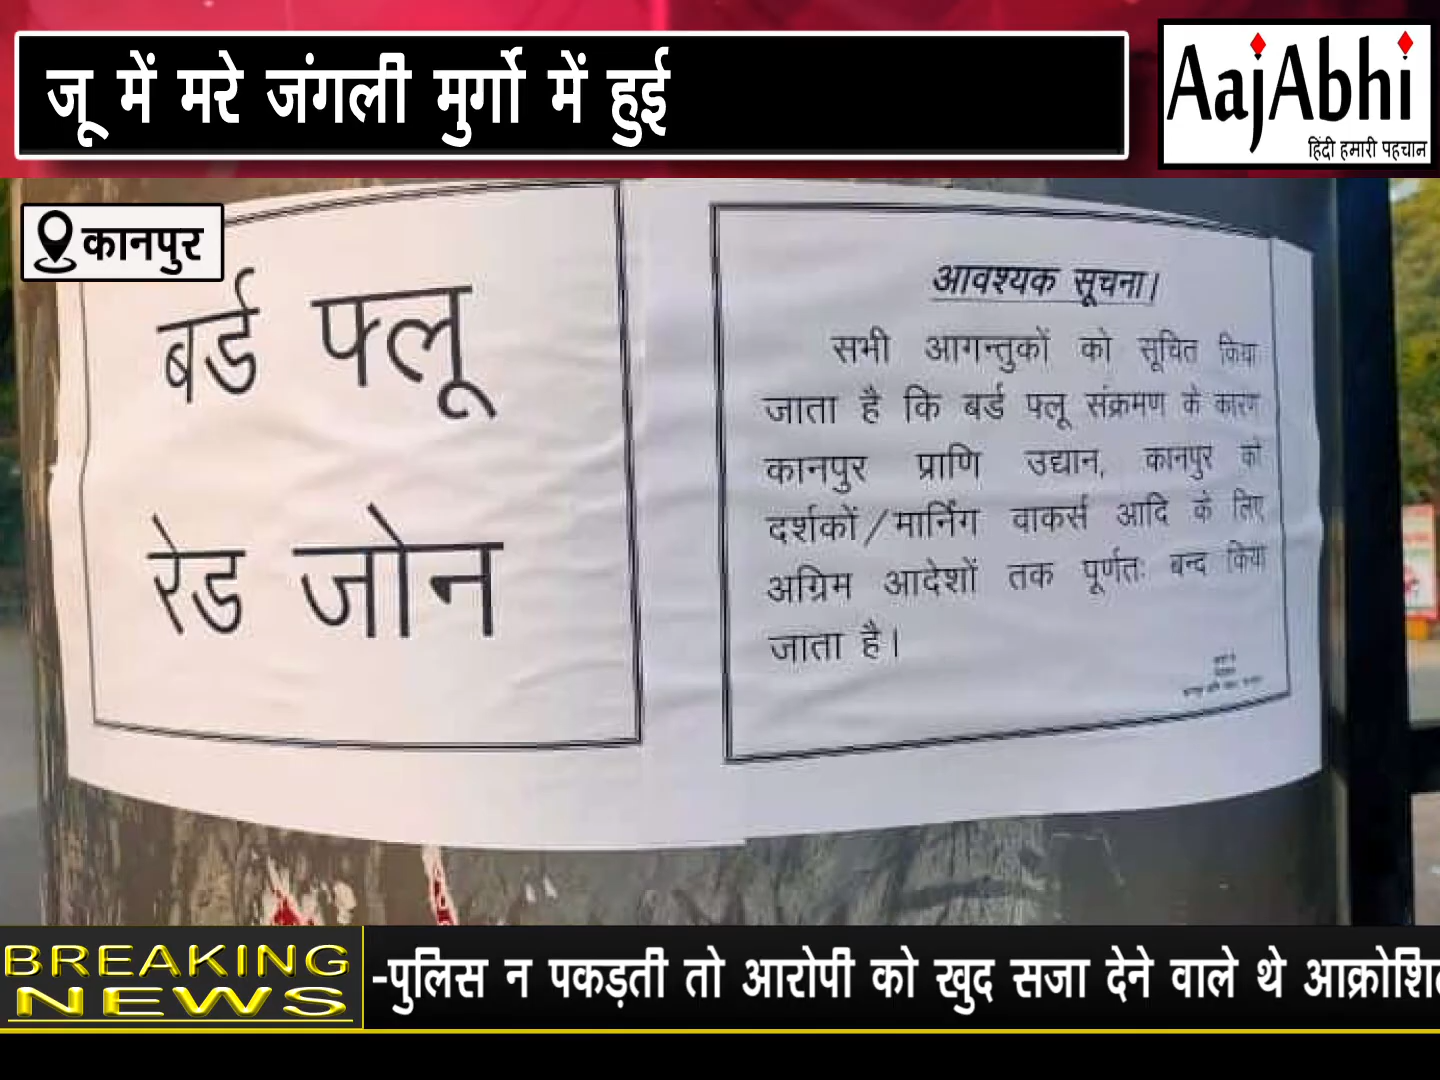 जू में मरे जंगली मुर्गो में हुई
AajAbhi
हिंदी हमारी पहचान
कानपुर
बर्ड फ्लू
रेड जोन
आवश्यक सूचना।
सभी आगन्तुकों को सूचित किया
जाता है कि बर्ड फ्लू संक्रमण के कारण
कानपुर प्राणि उद्यान, कानपुर को
दर्शकों/मार्निंग वाकर्स आदि के लिए
अग्रिम आदेशों तक पूर्णतः बन्द किया
जाता है।
BREAKING
NEWS
-पुलिस न पकड़ती तो आरोपी को खुद सजा देने वाले थे